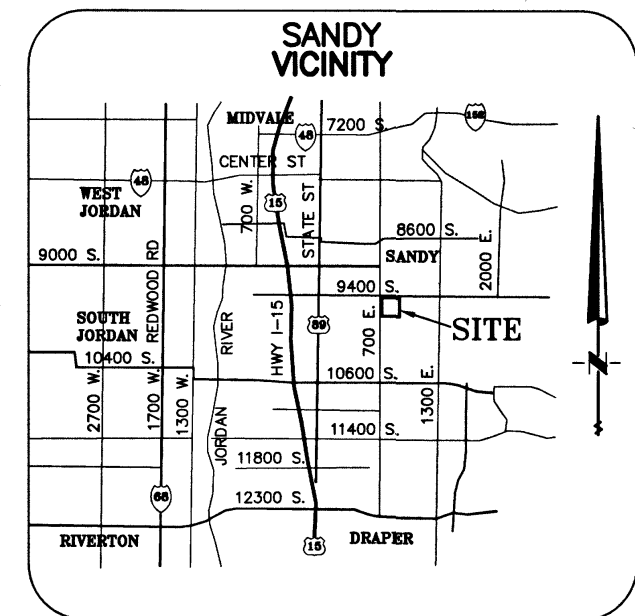 SANDY
VICINITY
MIDVALE
7200 S.
48
152
CENTER ST
48
WEST
JORDAN
700 W.
15
STATE ST
8600 S.
SANDY
2000 E.
9000 S.
REDWOOD RD
9400 S.
SITE
SOUTH
JORDAN
RIVER
HWY I-15
89
700 E.
10400 S.
10600 S.
2700 W.
1700 W.
1300 W.
1300 E.
JORDAN
11400 S.
11800 S.
68
12300 S.
RIVERTON
15
DRAPER
N